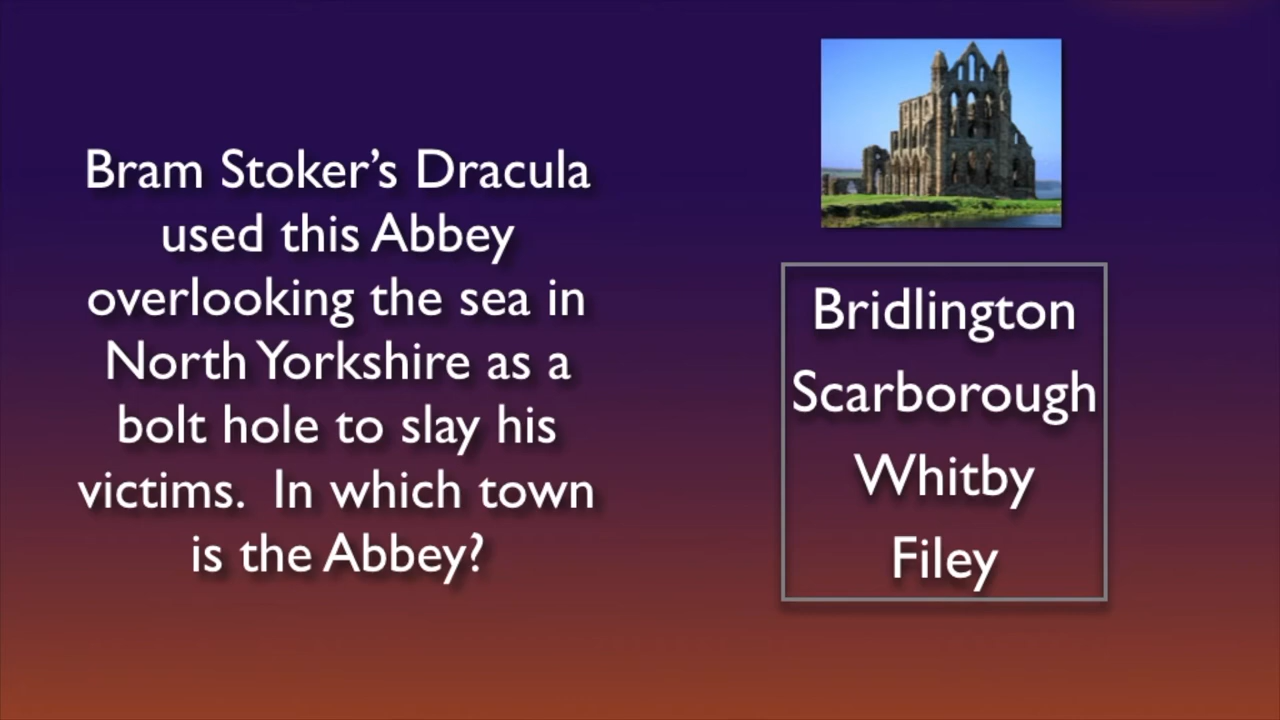 Bram Stoker’s Dracula
used this Abbey
overlooking the sea in
North Yorkshire as a
bolt hole to slay his
victims.  In which town
is the Abbey?
Bridlington
Scarborough
Whitby
Filey